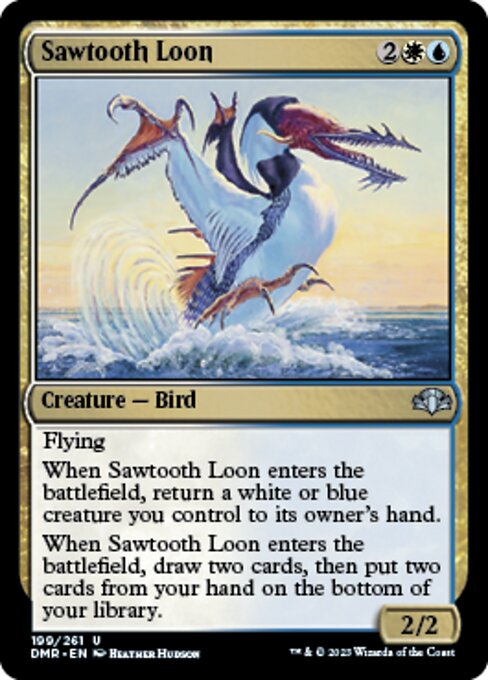 Sawtooth Loon 2
Creature — Bird
Flying
When Sawtooth Loon enters the
battlefield, return a white or blue
creature you control to its owner's hand.
When Sawtooth Loon enters the
battlefield, draw two cards, then put two
cards from your hand on the bottom of
your library.
2/2
199/261 U
DMR • EN Heather Hudson
™ & © 2023 Wizards of the Coast